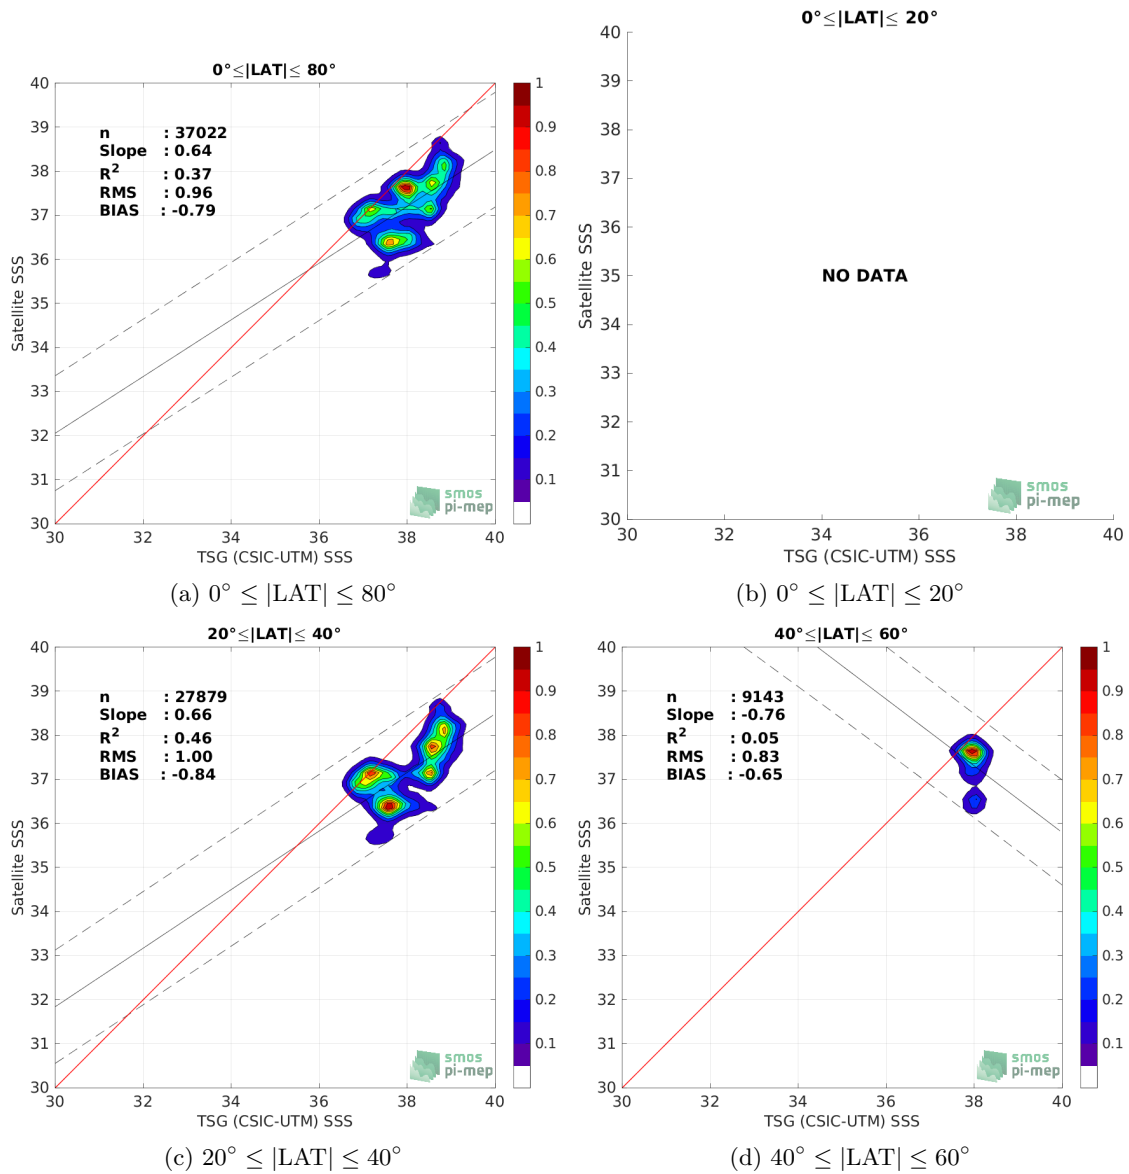 0°≤|LAT|≤ 80°
40
39
38
37
36
35
34
33
32
31
30
Satellite SSS
n : 37022
Slope : 0.64
R² : 0.37
RMS : 0.96
BIAS : -0.79
smos
pi-mep
30 32 34 36 38 40
TSG (CSIC-UTM) SSS
1
0.9
0.8
0.7
0.6
0.5
0.4
0.3
0.2
0.1
(a) 0° ≤ |LAT| ≤ 80°
0°≤|LAT|≤ 20°
40
39
38
37
36
35
34
33
32
31
30
Satellite SSS
NO DATA
smos
pi-mep
30 32 34 36 38 40
TSG (CSIC-UTM) SSS
(b) 0° ≤ |LAT| ≤ 20°
20°≤|LAT|≤ 40°
40
39
38
37
36
35
34
33
32
31
30
Satellite SSS
n : 27879
Slope : 0.66
R² : 0.46
RMS : 1.00
BIAS : -0.84
smos
pi-mep
30 32 34 36 38 40
TSG (CSIC-UTM) SSS
1
0.9
0.8
0.7
0.6
0.5
0.4
0.3
0.2
0.1
(c) 20° ≤ |LAT| ≤ 40°
40°≤|LAT|≤ 60°
40
39
38
37
36
35
34
33
32
31
30
Satellite SSS
n : 9143
Slope : -0.76
R² : 0.05
RMS : 0.83
BIAS : -0.65
smos
pi-mep
30 32 34 36 38 40
TSG (CSIC-UTM) SSS
1
0.9
0.8
0.7
0.6
0.5
0.4
0.3
0.2
0.1
(d) 40° ≤ |LAT| ≤ 60°